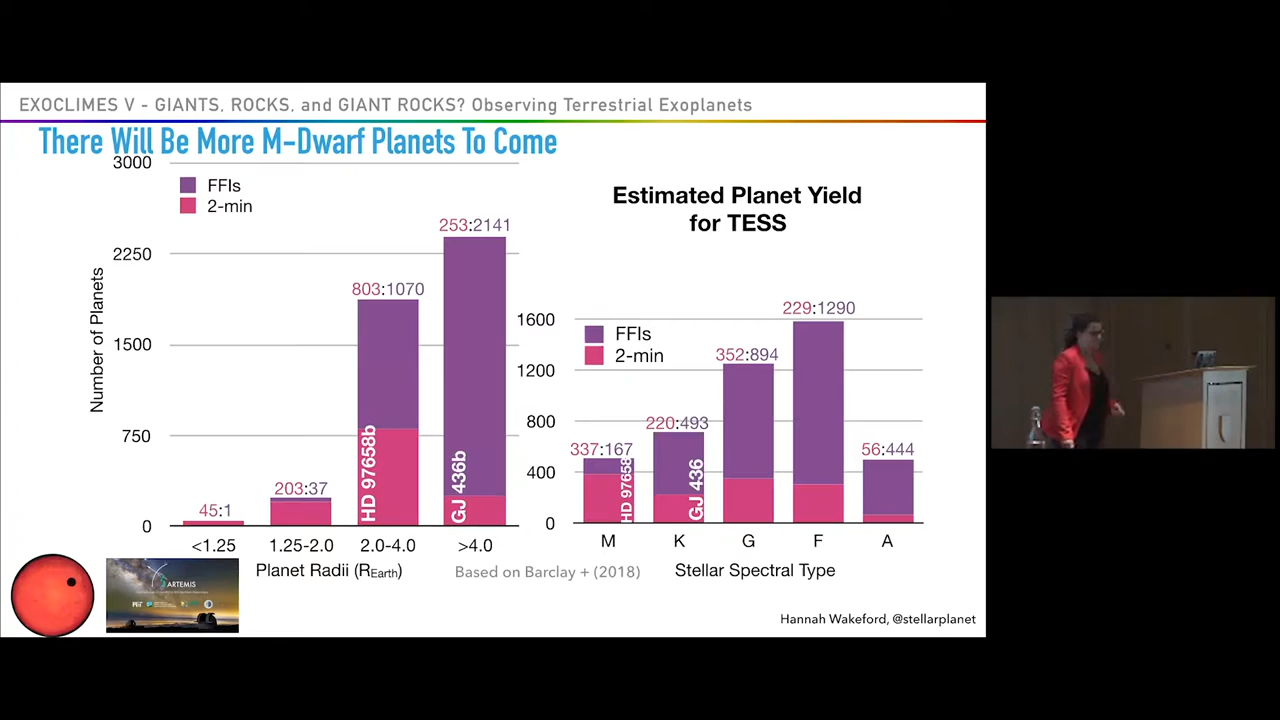 EXOCLIMES V - GIANTS, ROCKS, and GIANT ROCKS? Observing Terrestrial Exoplanets
There Will Be More M-Dwarf Planets To Come
3000
2250
1500
750
0
Number of Planets
FFIs
2-min
45:1
203:37
803:1070
253:2141
HD 97658b
GJ 436b
<1.25
1.25-2.0
2.0-4.0
>4.0
Planet Radii (REarth)
Estimated Planet Yield
for TESS
1600
1200
800
400
0
FFIs
2-min
337:167
220:493
352:894
229:1290
56:444
HD 97658
GJ 436
M
K
G
F
A
Based on Barclay + (2018)
Stellar Spectral Type
ARTEMIS
Hannah Wakeford, @stellarplanet